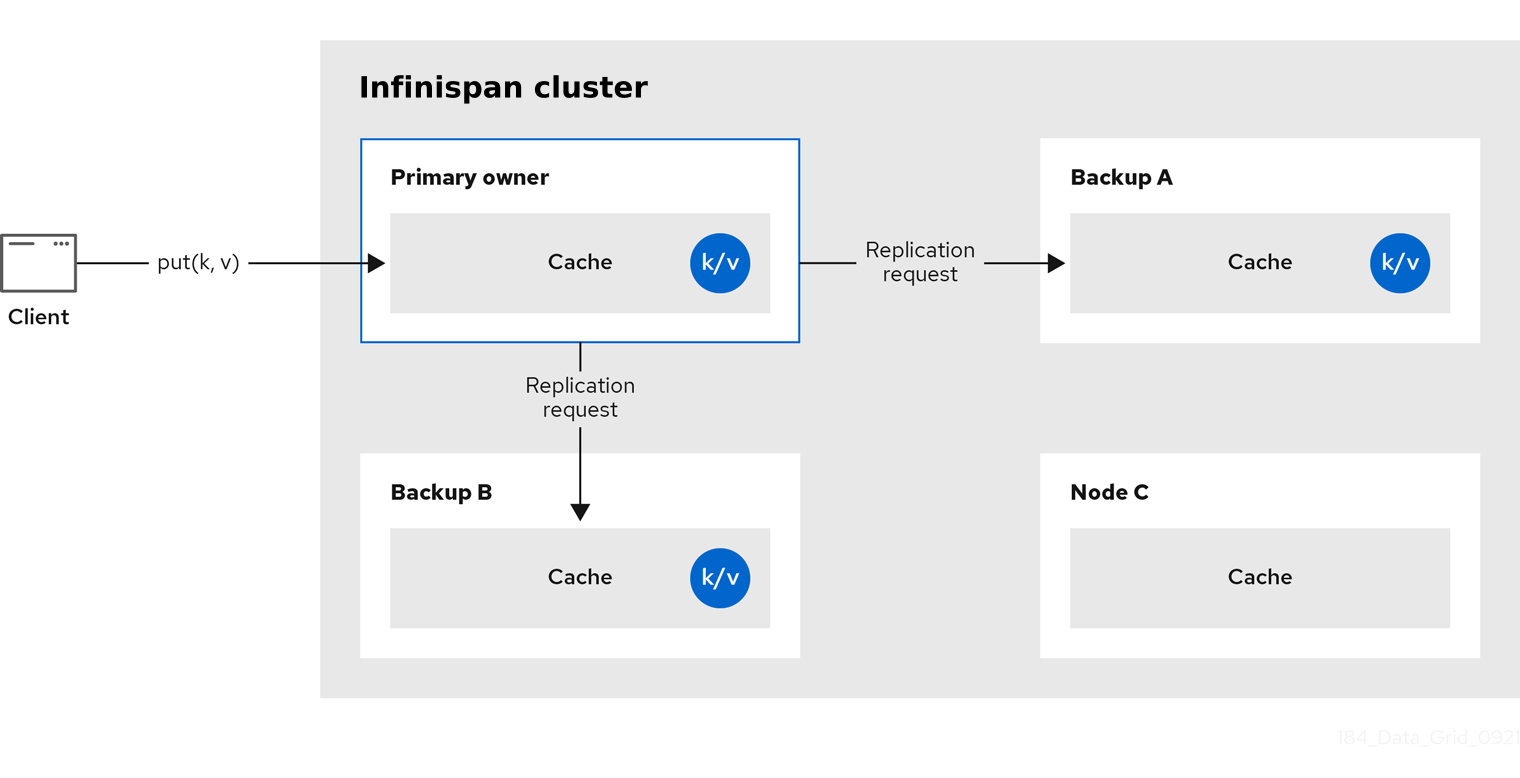 Infinispan cluster
Primary owner
Cache
k/v
Client
put(k, v)
Replication
request
Backup A
Cache
k/v
Replication
request
Backup B
Cache
k/v
Node C
Cache
184_Data_Grid_0921